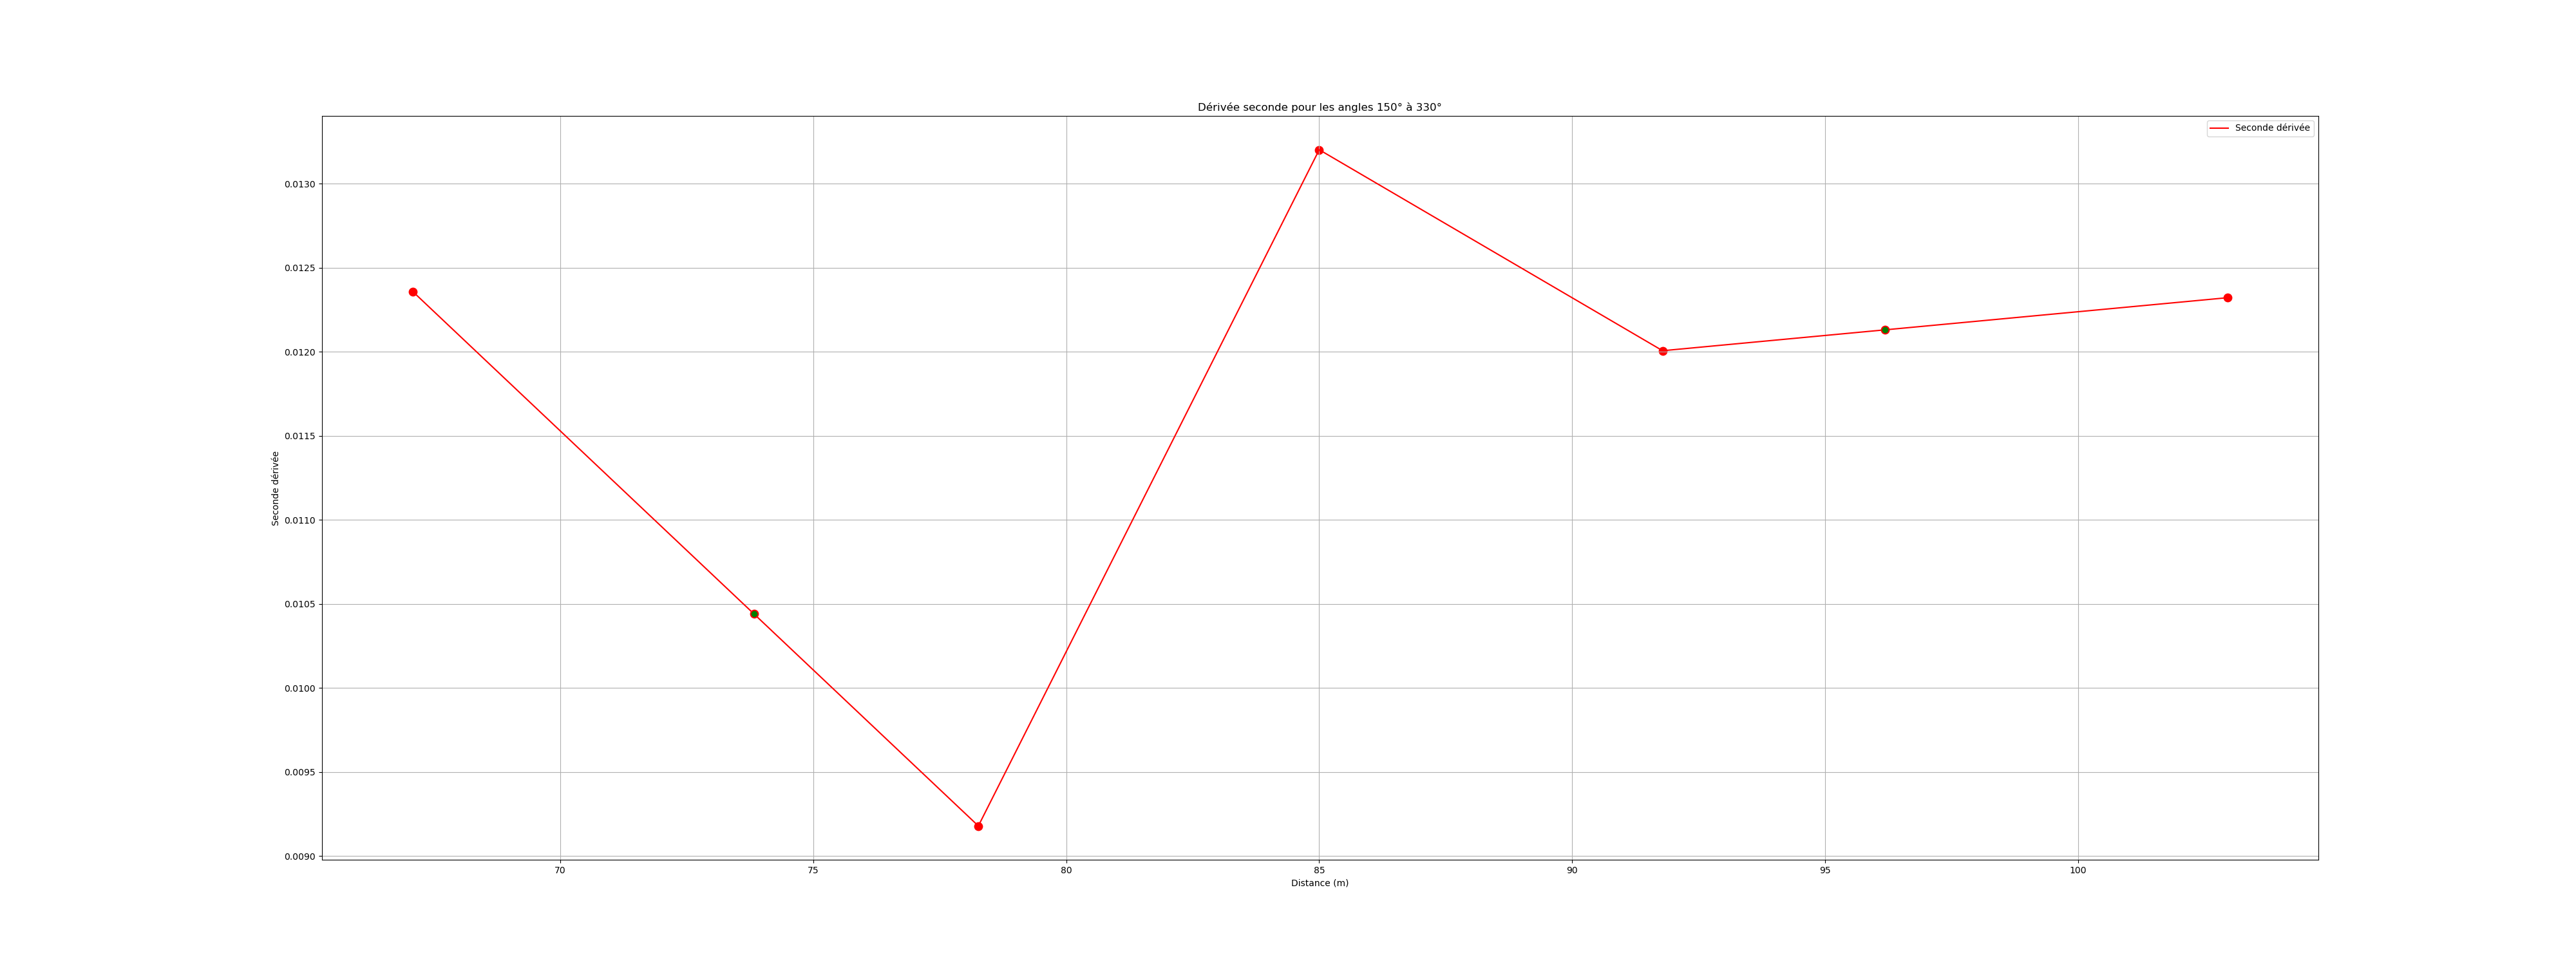 Dérivée seconde pour les angles 150° à 330°
Seconde dérivée
0.0130
0.0125
0.0120
0.0115
0.0110
0.0105
0.0100
0.0095
0.0090
Seconde dérivée
70 75 80 85 90 95 100
Distance (m)